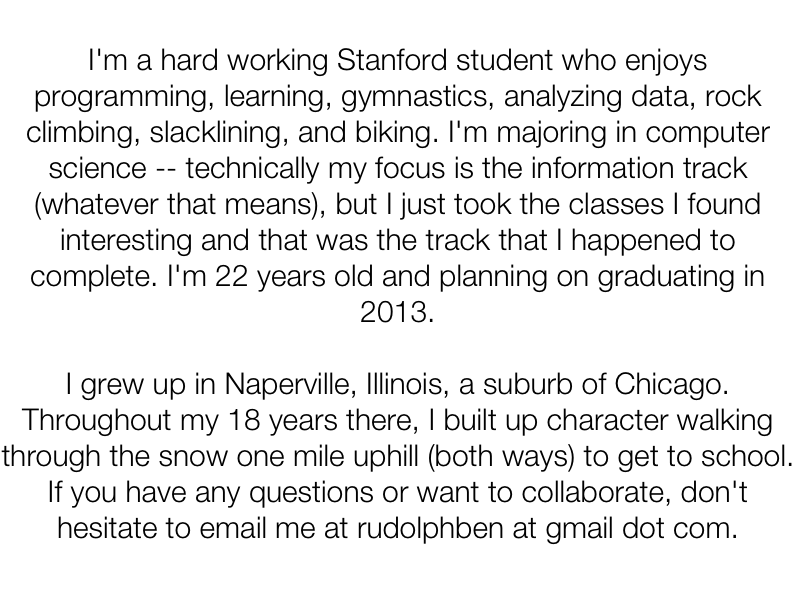 I'm a hard working Stanford student who enjoys
programming, learning, gymnastics, analyzing data, rock
climbing, slacklining, and biking. I'm majoring in computer
science -- technically my focus is the information track
(whatever that means), but I just took the classes I found
interesting and that was the track that I happened to
complete. I'm 22 years old and planning on graduating in
2013.

I grew up in Naperville, Illinois, a suburb of Chicago.
Throughout my 18 years there, I built up character walking
through the snow one mile uphill (both ways) to get to school.
If you have any questions or want to collaborate, don't
hesitate to email me at rudolphben at gmail dot com.